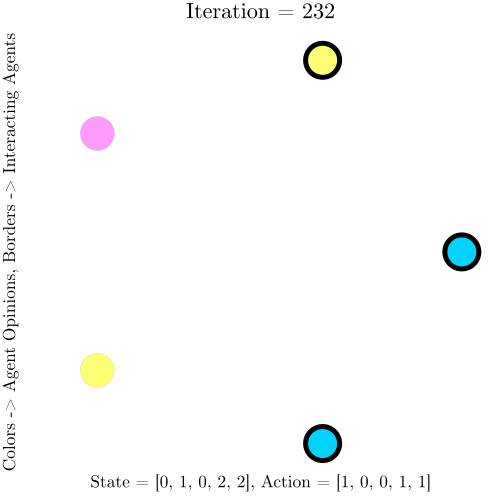 Iteration = 232
Colors -> Agent Opinions, Borders -> Interacting Agents
State = [0, 1, 0, 2, 2], Action = [1, 0, 0, 1, 1]